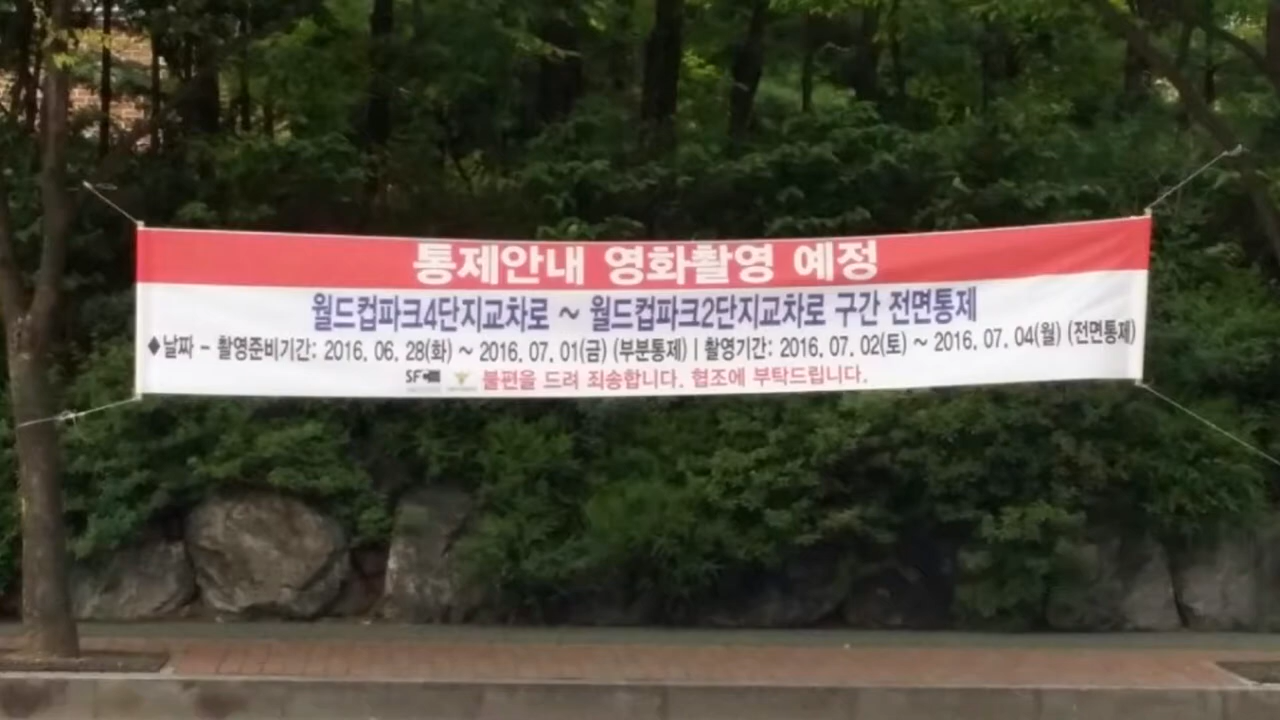 통제안내 영화촬영 예정
월드컵파크4단지교차로 ~ 월드컵파크2단지교차로 구간 전면통제
◆날짜 - 촬영준비기간: 2016. 06. 28(화) ~ 2016. 07. 01(금) (부분통제) | 촬영기간: 2016. 07. 02(토) ~ 2016. 07. 04(월) (전면통제)
SF 불편을 드려 죄송합니다. 협조에 부탁드립니다.